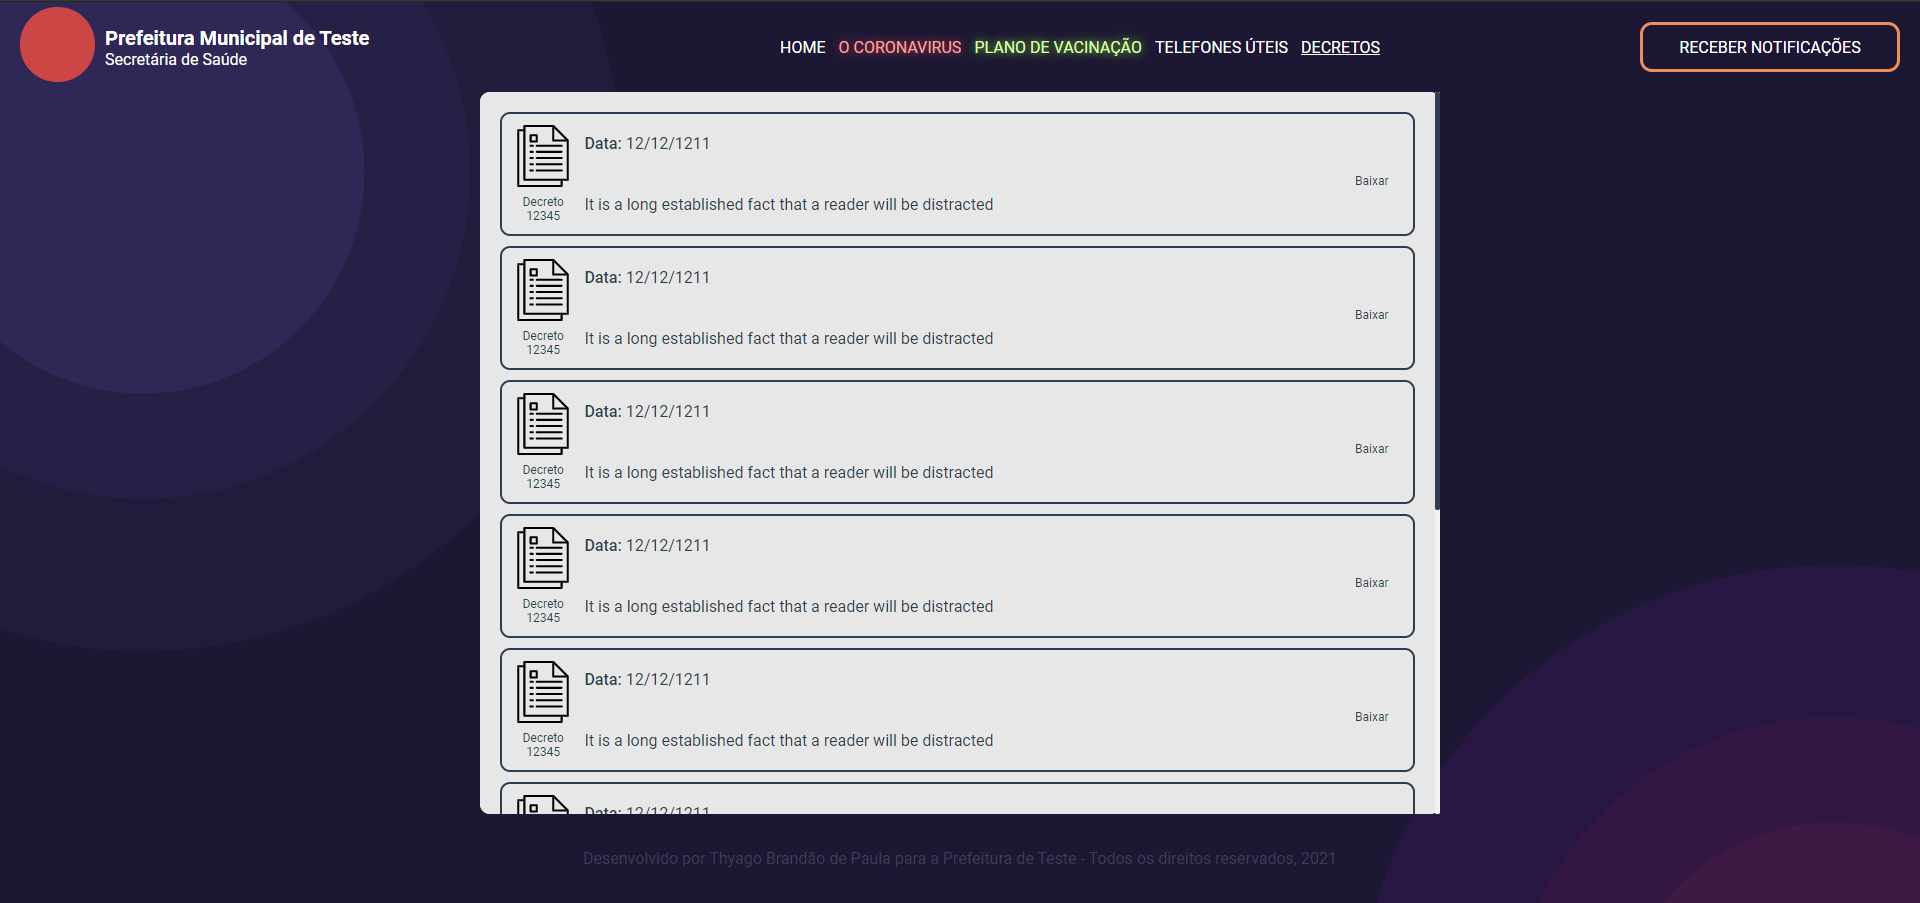 Prefeitura Municipal de Teste
Secretária de Saúde
HOME O CORONAVIRUS PLANO DE VACINAÇÃO TELEFONES ÚTEIS DECRETOS
RECEBER NOTIFICAÇÕES
Data: 12/12/1211
Baixar
Decreto
12345
It is a long established fact that a reader will be distracted
Data: 12/12/1211
Baixar
Decreto
12345
It is a long established fact that a reader will be distracted
Data: 12/12/1211
Baixar
Decreto
12345
It is a long established fact that a reader will be distracted
Data: 12/12/1211
Baixar
Decreto
12345
It is a long established fact that a reader will be distracted
Data: 12/12/1211
Baixar
Decreto
12345
It is a long established fact that a reader will be distracted
Data: 12/12/1211
Desenvolvido por Thyago Brandão de Paula para a Prefeitura de Teste - Todos os direitos reservados, 2021